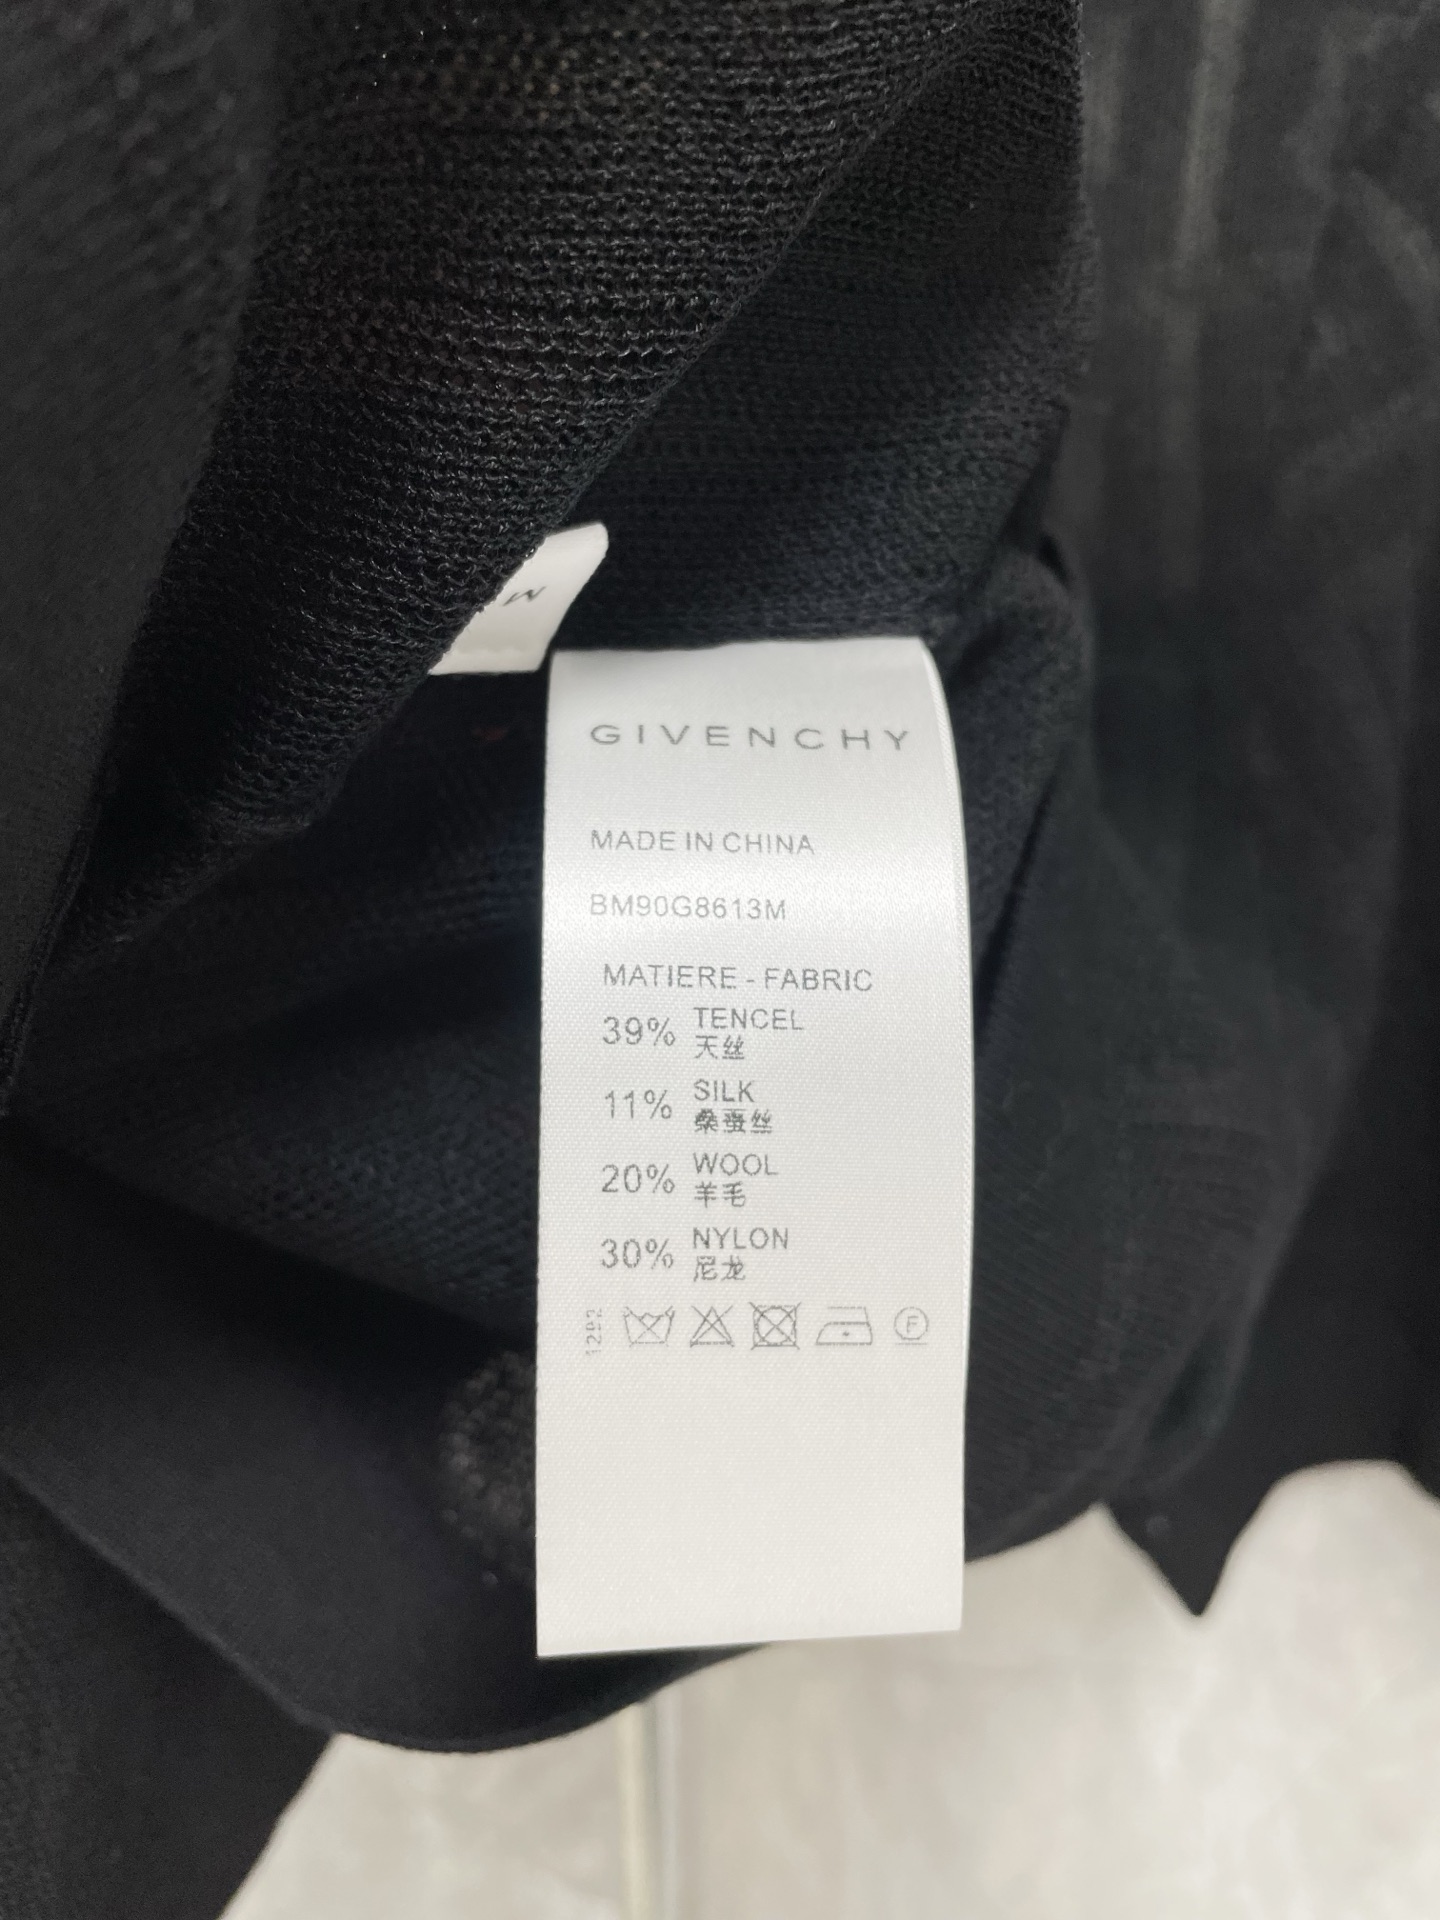 M
GIVENCHY
MADE IN CHINA
BM90G8613M
MATIERE - FABRIC
39% TENCEL
天丝
11% SILK
桑蚕丝
20% WOOL
羊毛
30% NYLON
尼龙
1292
F